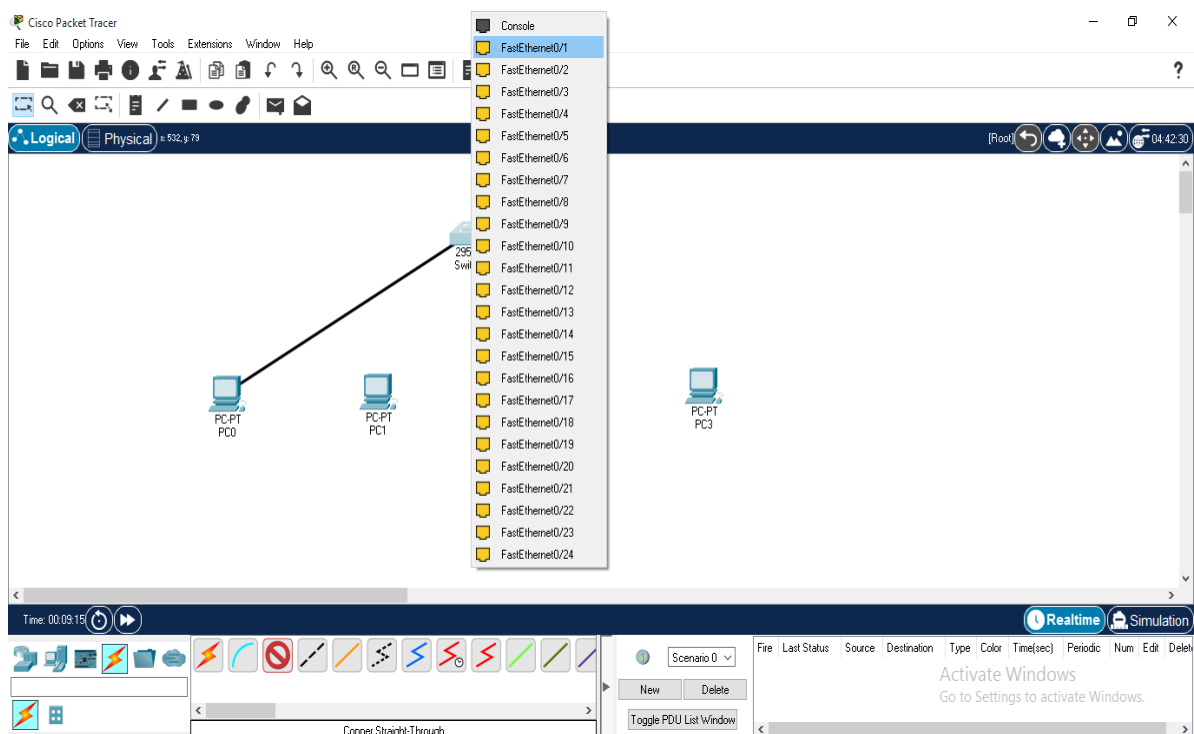 Cisco Packet Tracer
File Edit Options View Tools Extensions Window Help
?
Logical
Physical
x: 532, y: 79
[Root]
04:42:30
Console
FastEthernet0/1
FastEthernet0/2
FastEthernet0/3
FastEthernet0/4
FastEthernet0/5
FastEthernet0/6
FastEthernet0/7
FastEthernet0/8
FastEthernet0/9
FastEthernet0/10
FastEthernet0/11
FastEthernet0/12
FastEthernet0/13
FastEthernet0/14
FastEthernet0/15
FastEthernet0/16
FastEthernet0/17
FastEthernet0/18
FastEthernet0/19
FastEthernet0/20
FastEthernet0/21
FastEthernet0/22
FastEthernet0/23
FastEthernet0/24
295
Swit
PC-PT
PC0
PC-PT
PC1
PC-PT
PC3
Time: 00:09:15
Realtime
Simulation
Copper Straight-Through
Scenario 0
New
Delete
Toggle PDU List Window
Fire Last Status Source Destination Type Color Time(sec) Periodic Num Edit Delet
Activate Windows
Go to Settings to activate Windows.